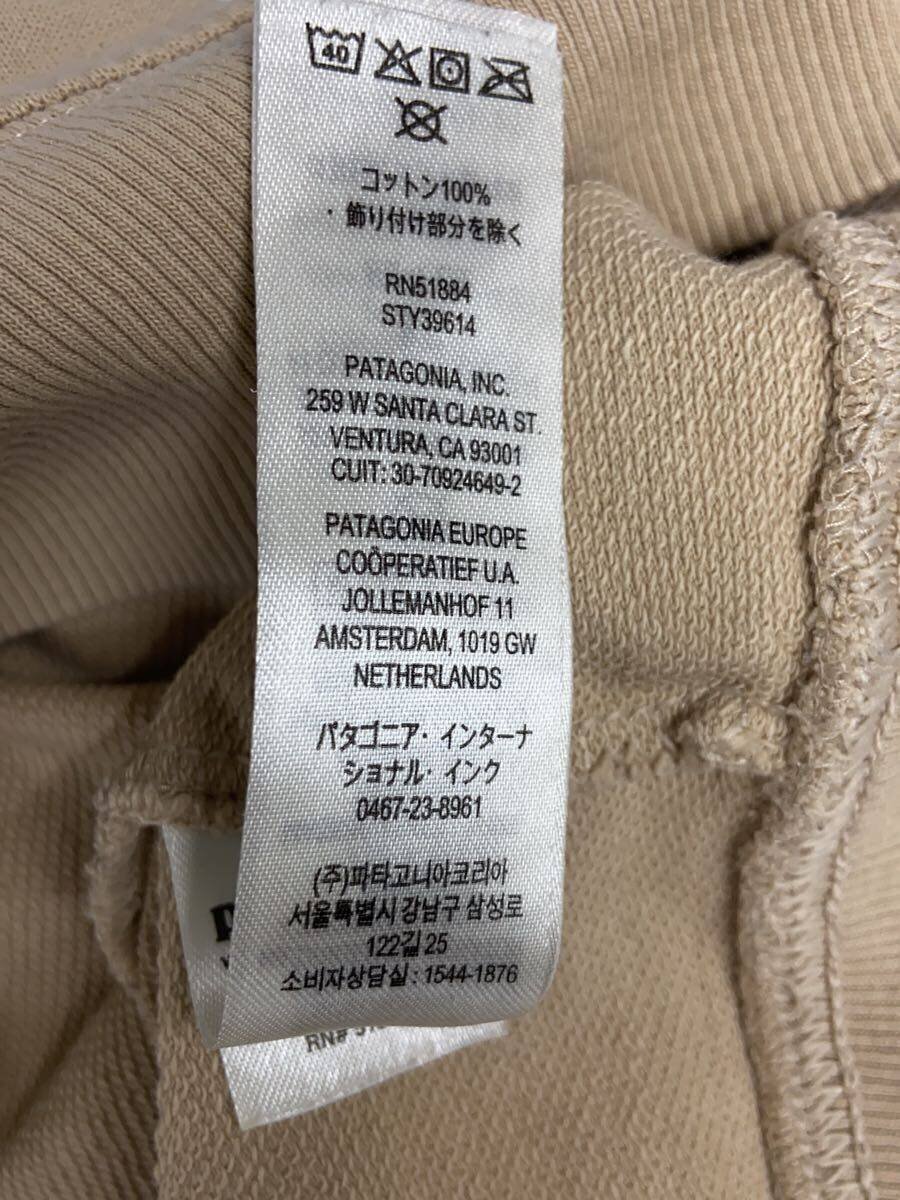 40
コットン100%
・飾り付け部分を除く
RN51884
STY39614
PATAGONIA, INC.
259 W SANTA CLARA ST.
VENTURA, CA 93001
CUIT: 30-70924649-2
PATAGONIA EUROPE
COÖPERATIEF U.A.
JOLLEMANHOF 11
AMSTERDAM, 1019 GW
NETHERLANDS
パタゴニア・インターナ
ショナル・インク
0467-23-8961
(주)파타고니아코리아
서울특별시 강남구 삼성로
122길 25
소비자상담실 : 1544-1876
RN#